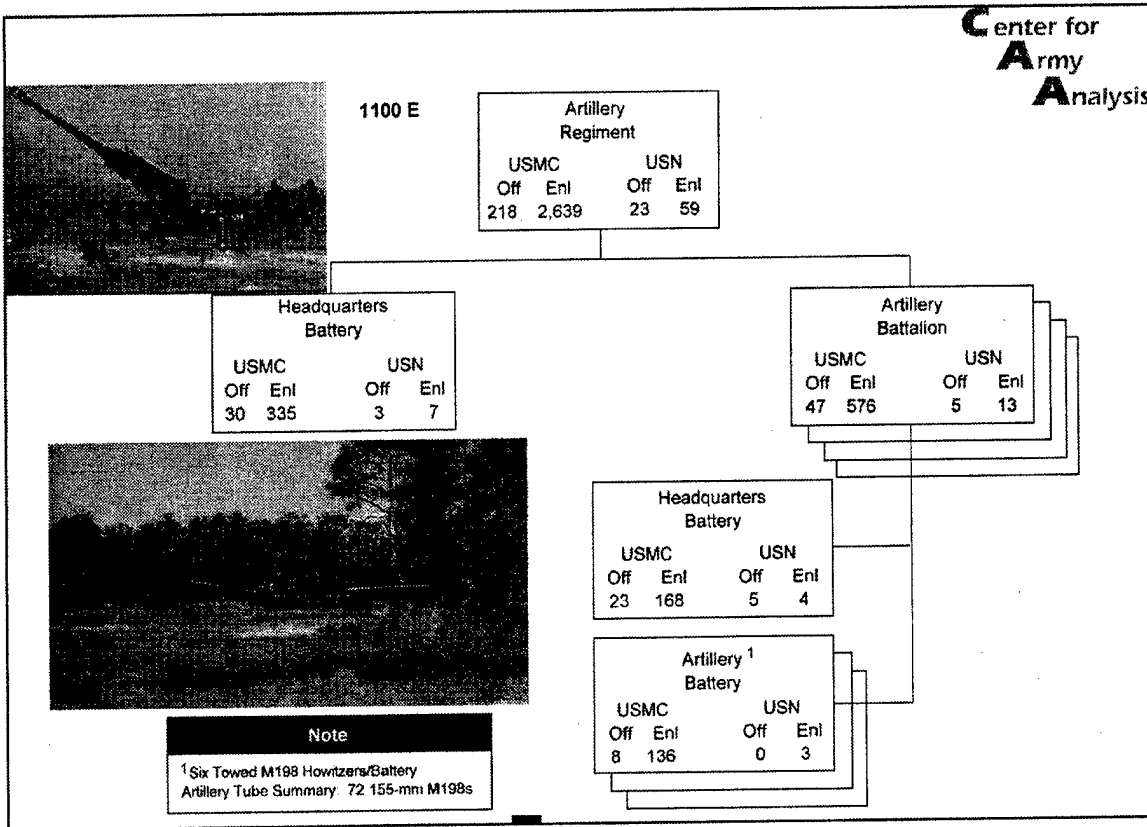 Center for
Army
Analysis
1100 E
Artillery
Regiment
USMC USN
Off Enl Off Enl
218 2,639 23 59
Headquarters
Battery
USMC USN
Off Enl Off Enl
30 335 3 7
Artillery
Battalion
USMC USN
Off Enl Off Enl
47 576 5 13
Headquarters
Battery
USMC USN
Off Enl Off Enl
23 168 5 4
Artillery 1
Battery
USMC USN
Off Enl Off Enl
8 136 0 3
Note
1 Six Towed M198 Howitzers/Battery
Artillery Tube Summary: 72 155-mm M198s